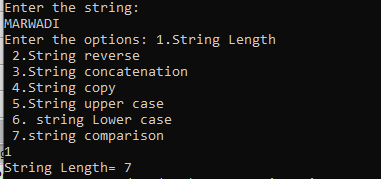 Enter the string:
MARWADI
Enter the options: 1.String Length
2.String reverse
3.String concatenation
4.String copy
5.String upper case
6. string Lower case
7.string comparison
1
String Length= 7